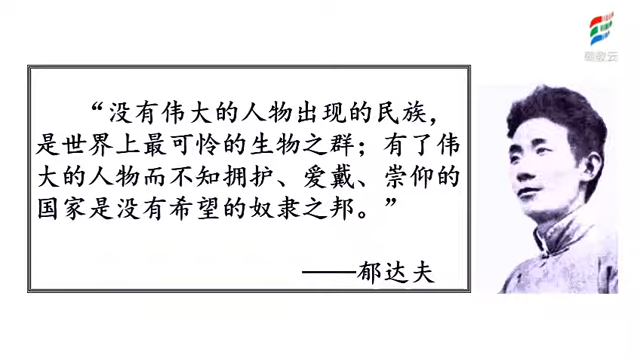 “没有伟大的人物出现的民族，
是世界上最可怜的生物之群；有了伟
大的人物而不知拥护、爱戴、崇仰的
国家是没有希望的奴隶之邦。”
——郁达夫